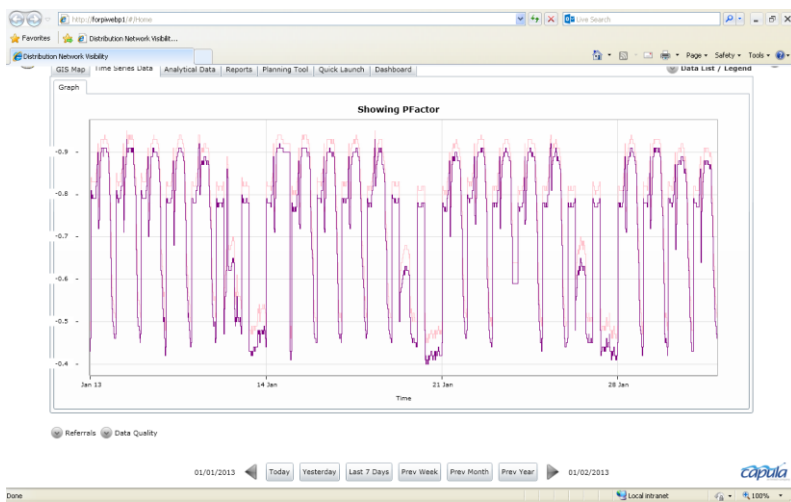 http://forpiwebp1/#/Home
Live Search
Favorites
Distribution Network Visibilit...
Distribution Network Visibility
Page
Safety
Tools
GIS Map Time Series Data Analytical Data Reports Planning Tool Quick Launch Dashboard
Data List / Legend
Graph
Showing PFactor
-0.9
-0.8
-0.7
-0.6
-0.5
-0.4
Jan 13 14 Jan 21 Jan 28 Jan
Time
Referrals Data Quality
01/01/2013 Today Yesterday Last 7 Days Prev Week Prev Month Prev Year 01/02/2013
capula
Done
Local intranet
100%